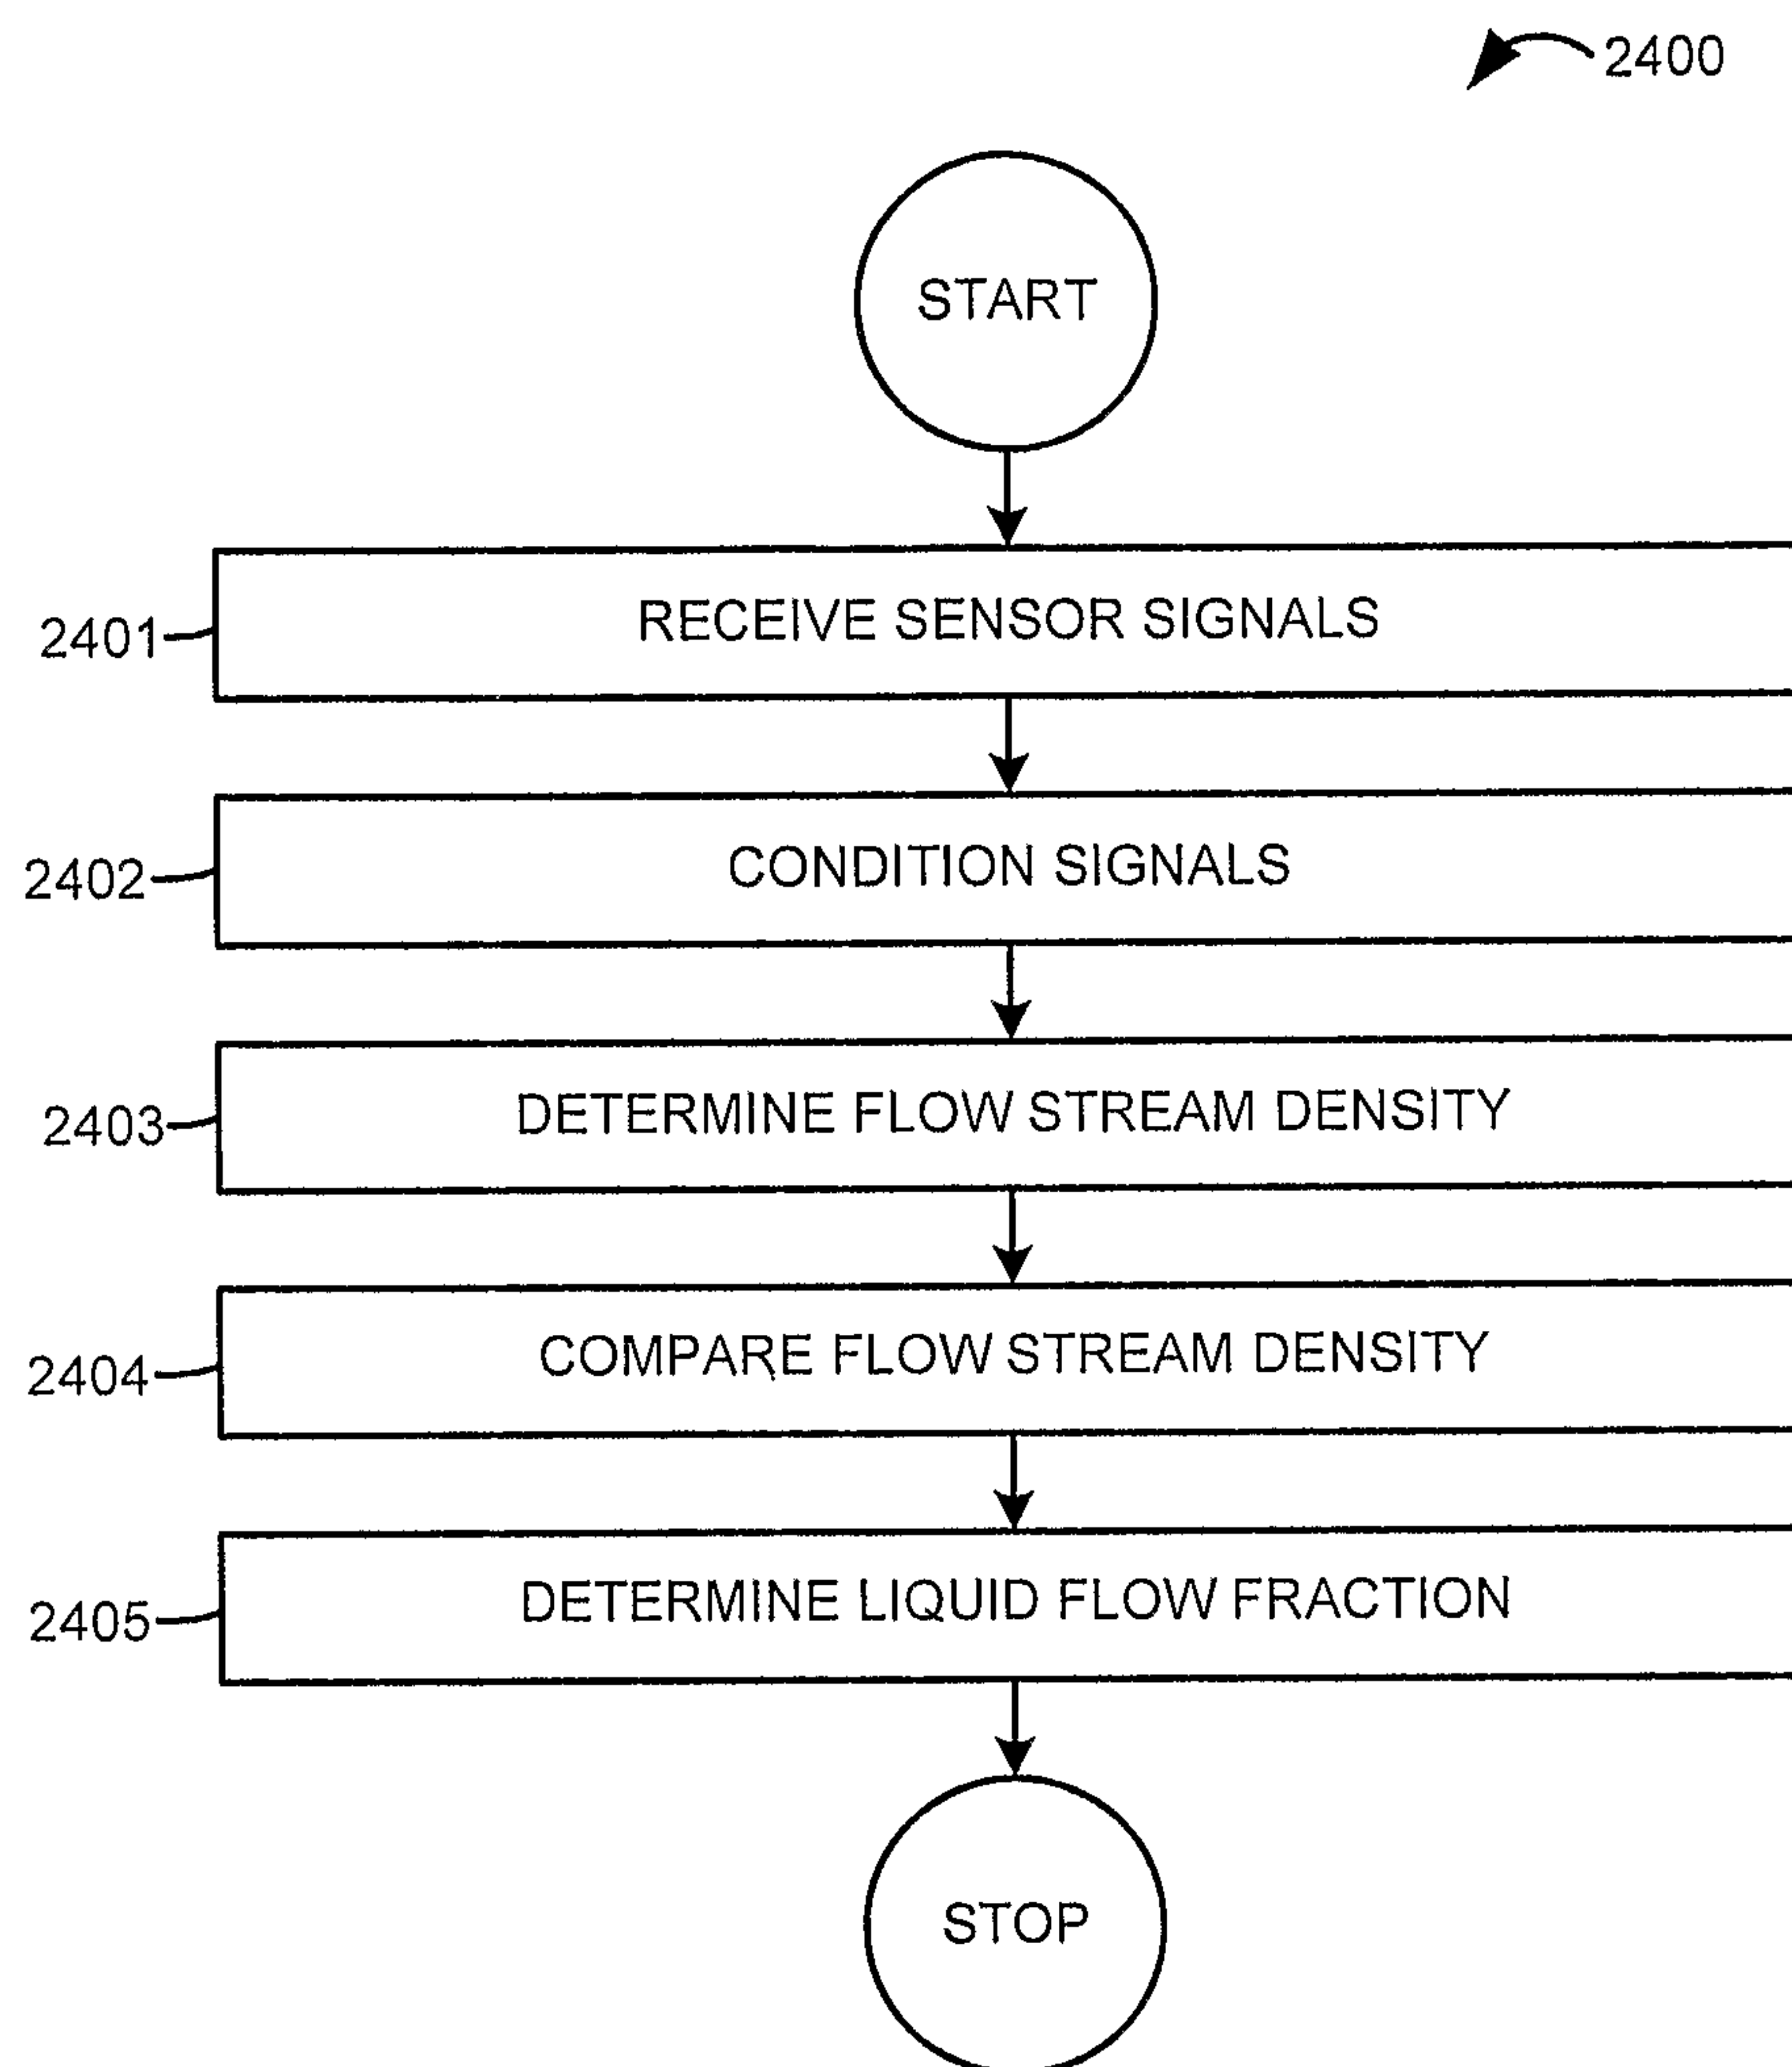 2400
START
2401
RECEIVE SENSOR SIGNALS
2402
CONDITION SIGNALS
2403
DETERMINE FLOW STREAM DENSITY
2404
COMPARE FLOW STREAM DENSITY
2405
DETERMINE LIQUID FLOW FRACTION
STOP